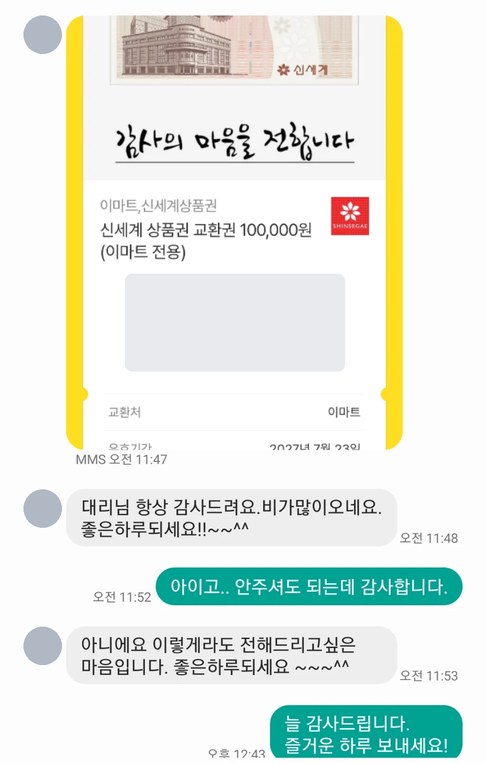 신세계
감사의 마음을 전합니다
이마트,신세계상품권
신세계 상품권 교환권 100,000원
(이마트 전용)
SHINSEGAE
교환처 이마트
유효기간 2027년 7월 23일
MMS 오전 11:47
대리님 항상 감사드려요.비가많이오네요.
좋은하루되세요!!~~^^
오전 11:48
아이고.. 안주셔도 되는데 감사합니다.
오전 11:52
아니에요 이렇게라도 전해드리고싶은
마음입니다. 좋은하루되세요 ~~~^^
오전 11:53
늘 감사드립니다.
즐거운 하루 보내세요!
오후 12:43